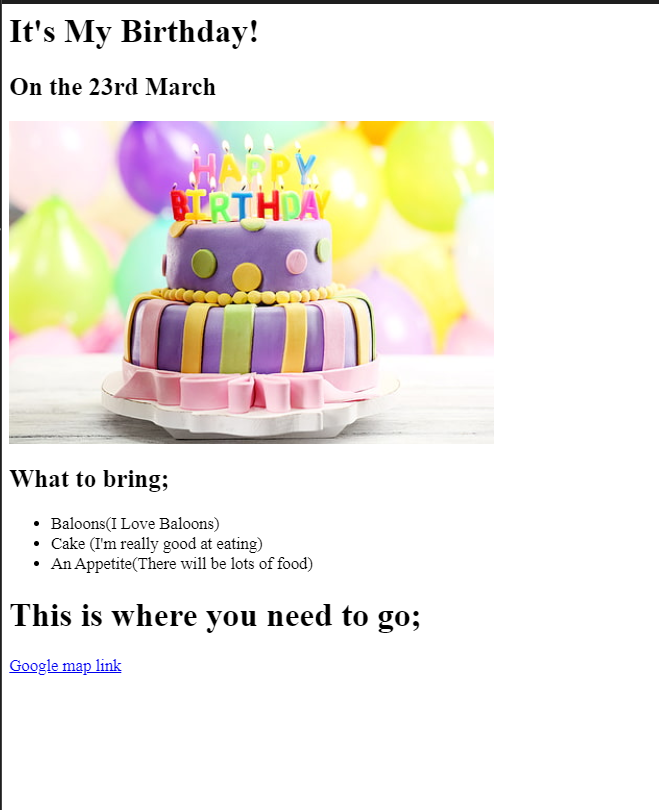 It's My Birthday!
On the 23rd March
HAPPY
BIRTHDAY
What to bring;
Baloons(I Love Baloons)
Cake (I'm really good at eating)
An Appetite(There will be lots of food)
This is where you need to go;
Google map link